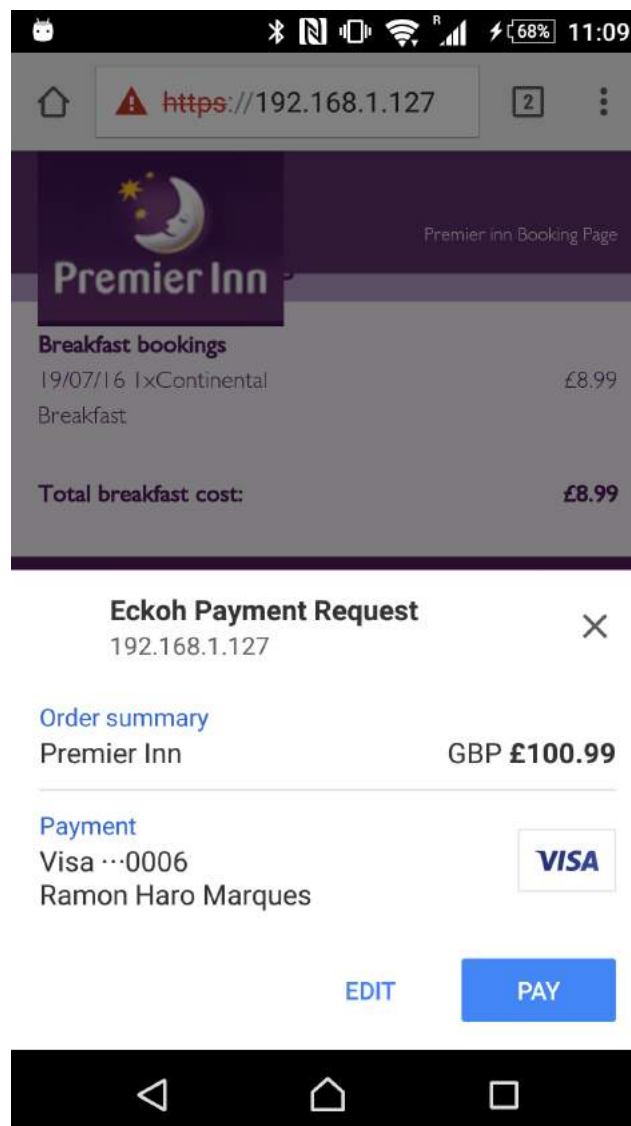 R 68% 11:09
https://192.168.1.127 2
Premier inn Booking Page
Premier Inn
Breakfast bookings
19/07/16 1xContinental £8.99
Breakfast
Total breakfast cost: £8.99
Eckoh Payment Request
192.168.1.127
Order summary
Premier Inn GBP £100.99
Payment
Visa ···0006 VISA
Ramon Haro Marques
EDIT PAY